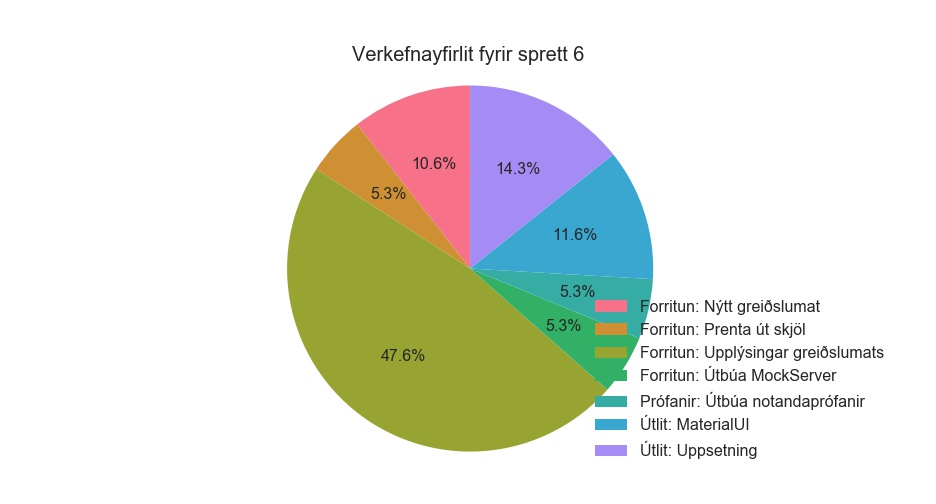 Verkefnayfirlit fyrir sprett 6
10.6%
14.3%
5.3%
11.6%
5.3%
5.3%
47.6%
Forritun: Nýtt greiðslumat
Forritun: Prenta út skjöl
Forritun: Upplýsingar greiðslumats
Forritun: Útbúa MockServer
Prófanir: Útbúa notandaprófanir
Útlit: MaterialUI
Útlit: Uppsetning